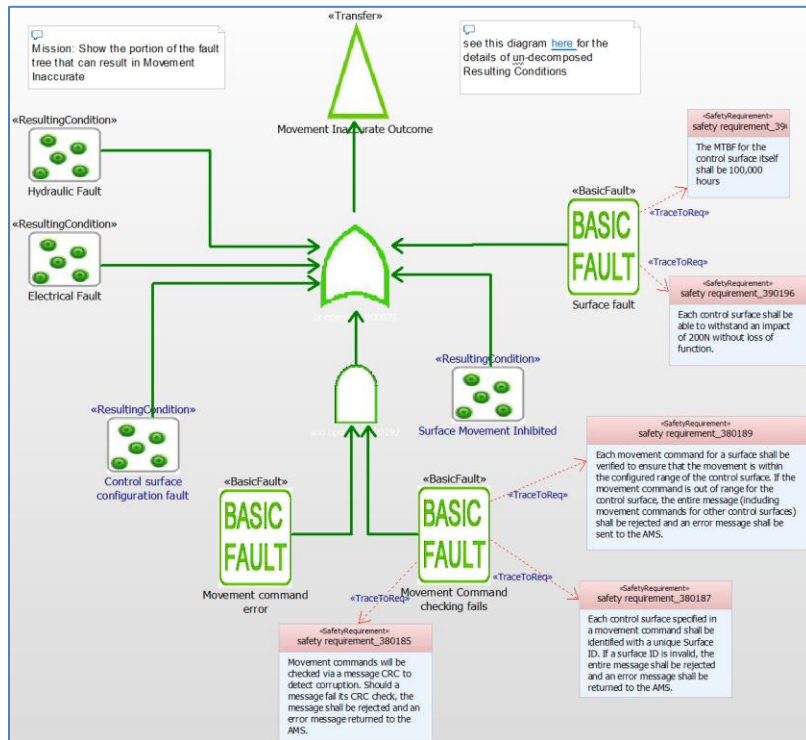 «Transfer»
Mission: Show the portion of the fault
tree that can result in Movement
Inaccurate
see this diagram here for the
details of un-decomposed
Resulting Conditions
Movement Inaccurate Outcome
«ResultingCondition»
Hydraulic Fault
«ResultingCondition»
Electrical Fault
«ResultingCondition»
Control surface
configuration fault
«ResultingCondition»
Surface Movement Inhibited
«BasicFault»
BASIC
FAULT
Surface fault
«TraceToReq»
«TraceToReq»
«SafetyRequirement»
The MTBF for the
control surface itself
shall be 100,000
hours
«SafetyRequirement»
safety requirement_390196
Each control surface shall be
able to withstand an impact
of 200N without loss of
function.
«BasicFault»
BASIC
FAULT
Movement command
error
«BasicFault»
BASIC
FAULT
Movement Command
checking fails
«TraceToReq»
«TraceToReq»
«TraceToReq»
«SafetyRequirement»
safety requirement_380189
Each movement command for a surface shall be
verified to ensure that the movement is within
the configured range of the control surface. If the
movement command is out of range for the
control surface, the entire message (including
movement commands for other control surfaces)
shall be rejected and an error message shall be
sent to the AMS.
«SafetyRequirement»
safety requirement_380187
Each control surface specified in
a movement command shall be
identified with a unique Surface
ID. If a surface ID is invalid, the
entire message shall be rejected
and an error message shall be
returned to the AMS.
«SafetyRequirement»
safety requirement_380185
Movement commands will be
checked via a message CRC to
detect corruption. Should a
message fail its CRC check, the
message shall be rejected and an
error message returned to the
AMS.